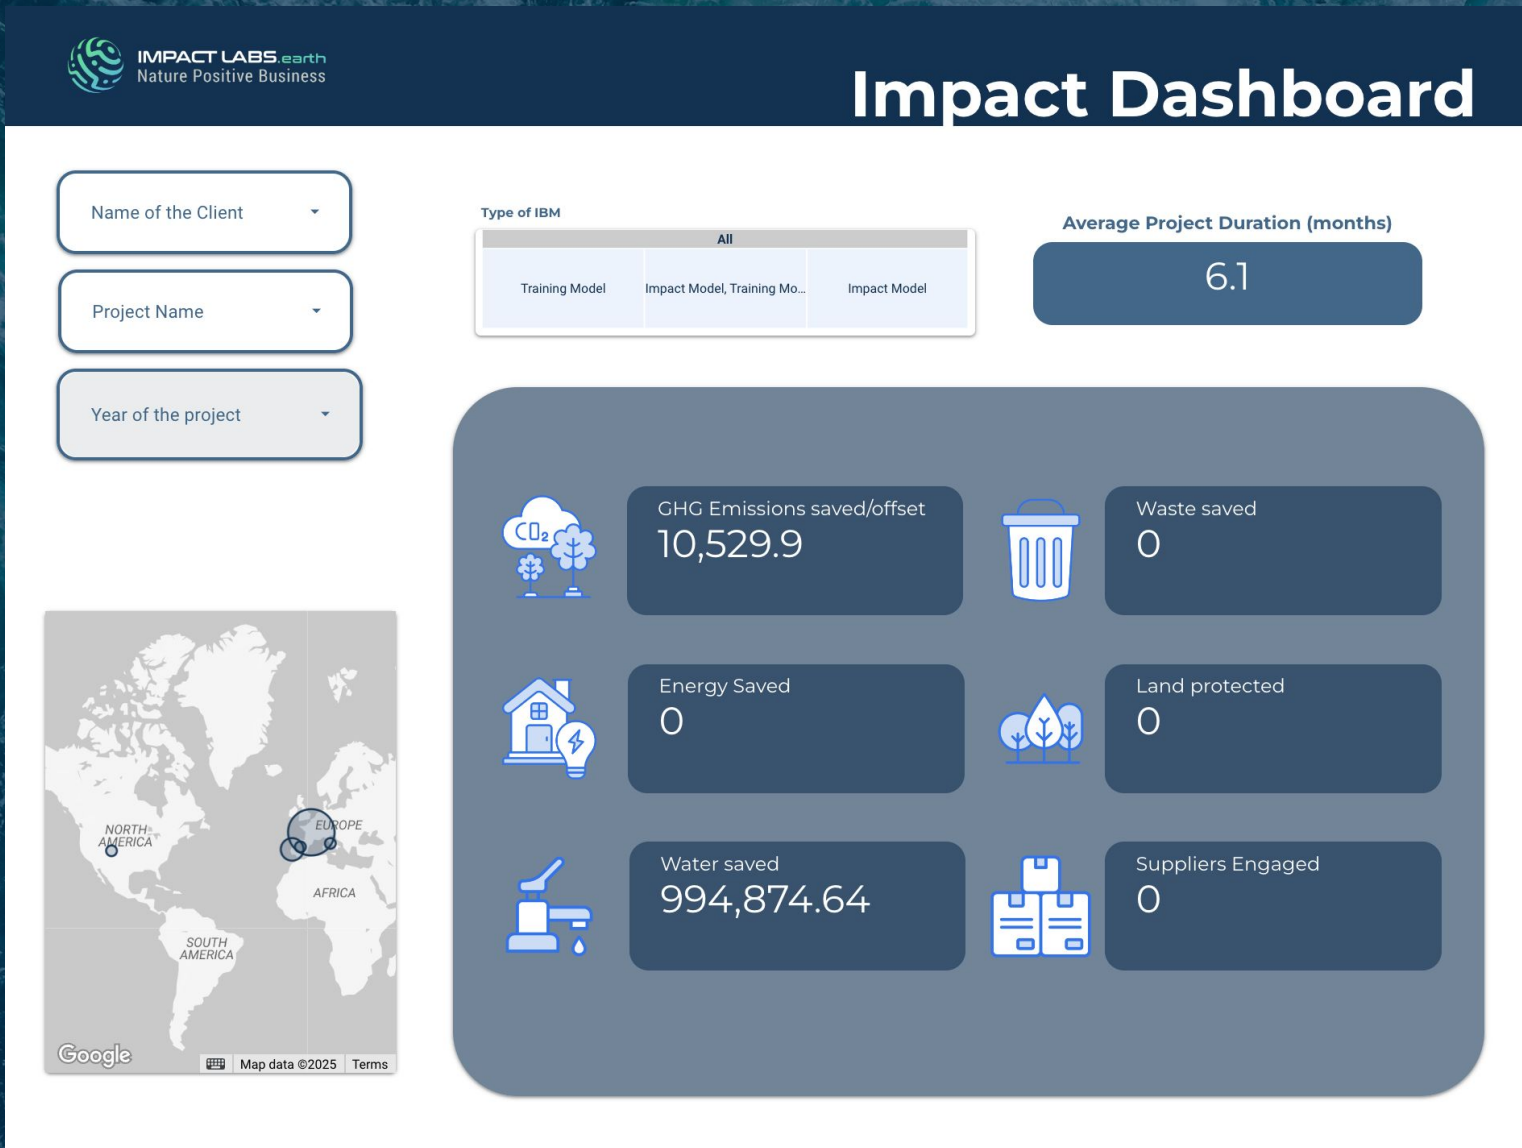 IMPACT LABS.earth
Nature Positive Business
Impact Dashboard
Name of the Client
Project Name
Year of the project
Type of IBM
All
Training Model
Impact Model, Training Mo...
Impact Model
Average Project Duration (months)
6.1
GHG Emissions saved/offset
10,529.9
Waste saved
0
Energy Saved
0
Land protected
0
Water saved
994,874.64
Suppliers Engaged
0
CO₂
NORTH
AMERICA
EUROPE
AFRICA
SOUTH
AMERICA
Google
Map data ©2025
Terms